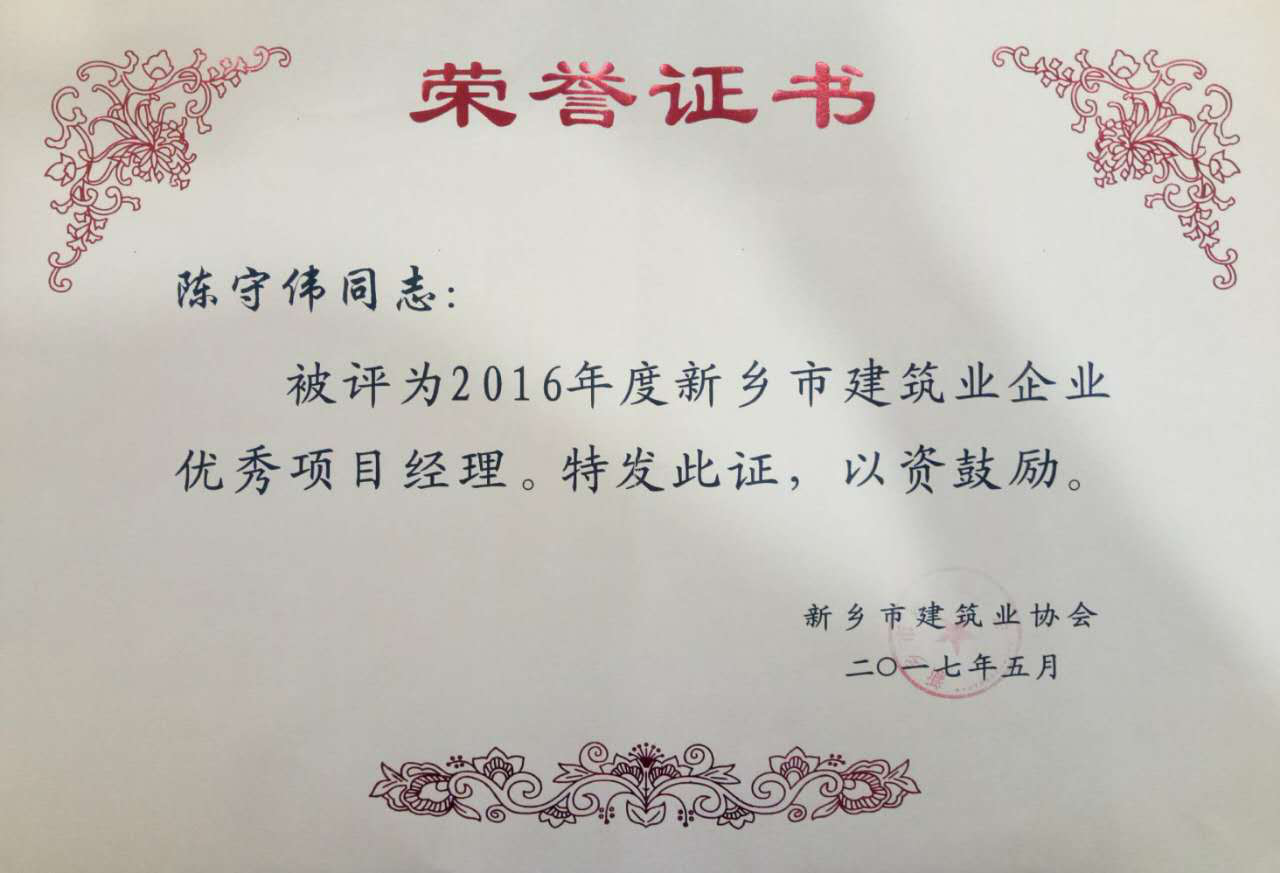 荣誉证书
陈守伟同志：
被评为2016年度新乡市建筑业企业
优秀项目经理。特发此证，以资鼓励。
新乡市建筑业协会
二〇一七年五月